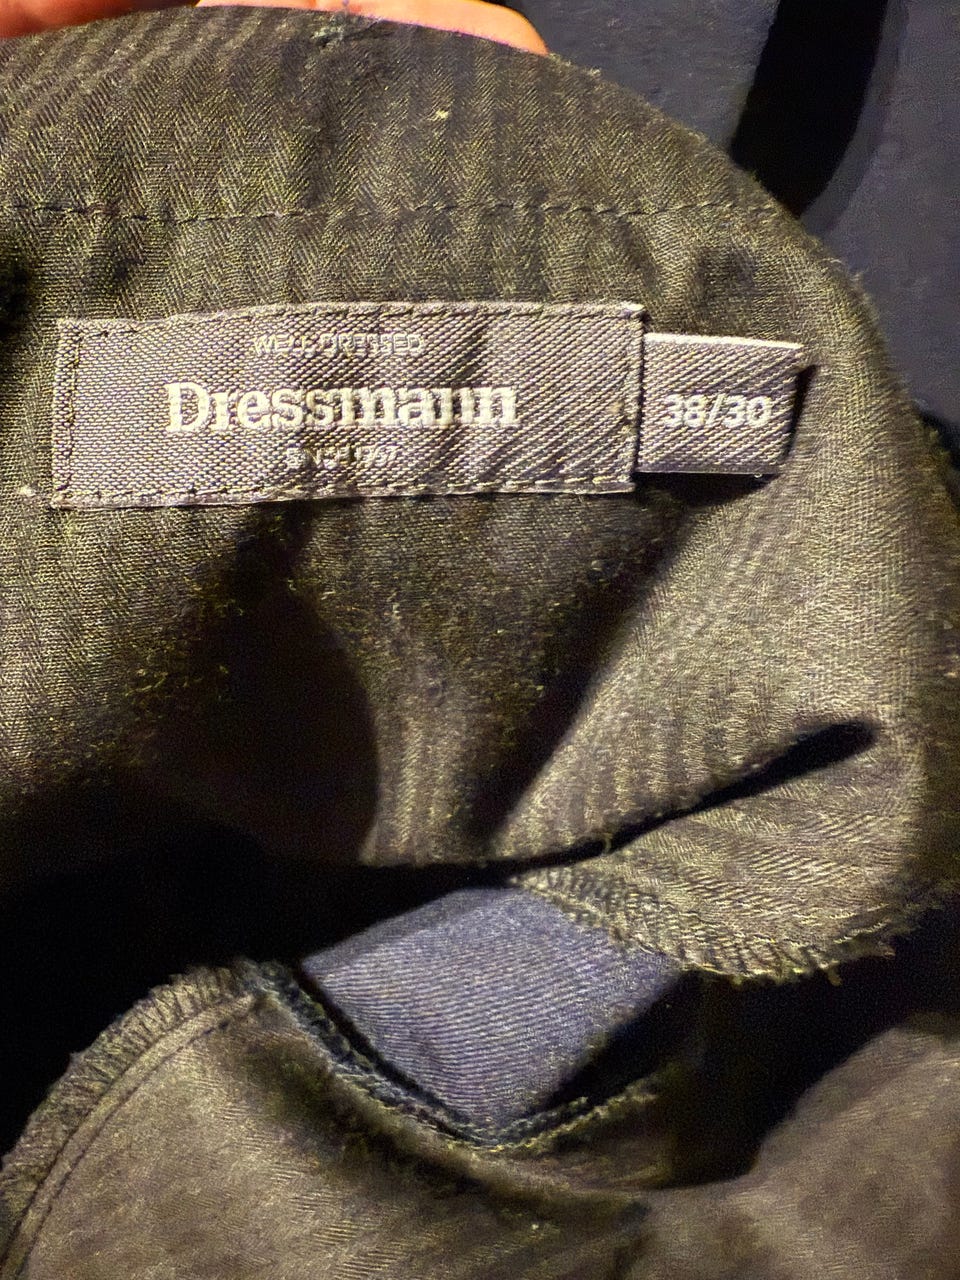 WELL DRESSED
Dressmann
SINCE 1967
38/30